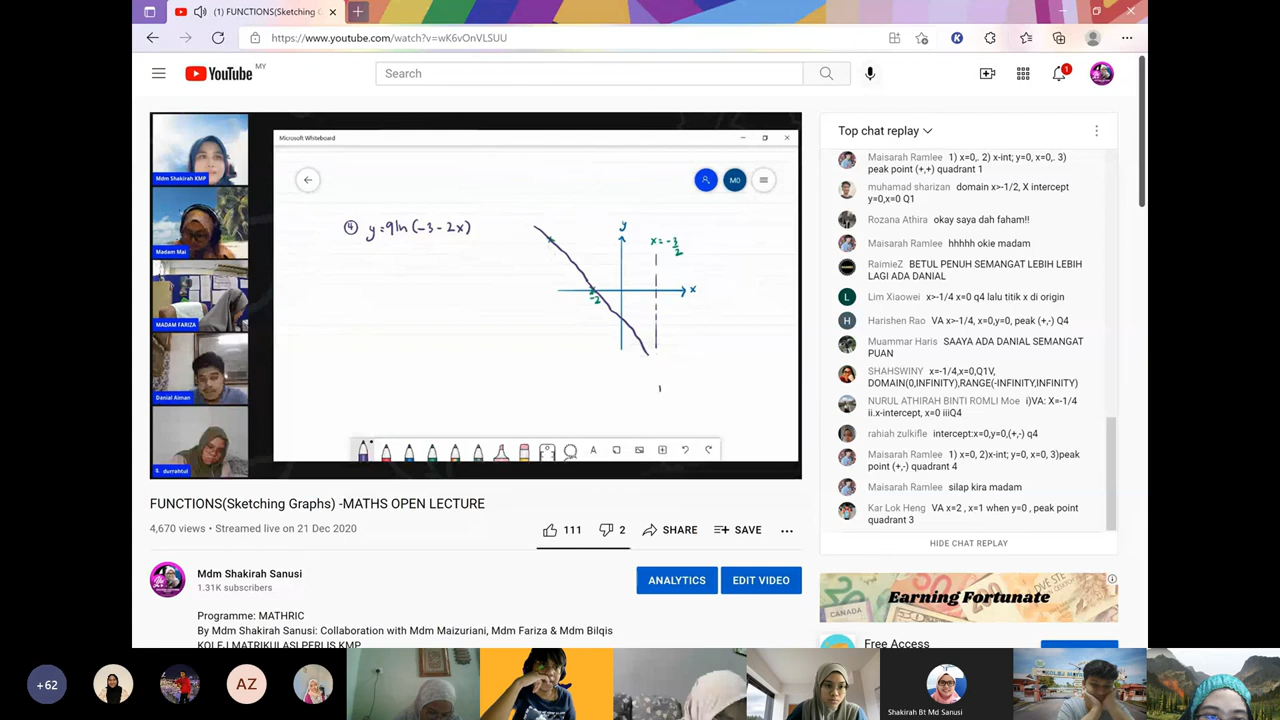 (1) FUNCTIONS(Sketching G
https://www.youtube.com/watch?v=wK6vOnVLSUU
YouTube MY
Search
1
Mdm Shakirah KMP
Madam Mai
MADAM FARIZA
Danial Aiman
durrahtul
Microsoft Whiteboard
MO
④ y=9ln(-3-2x)
y
x=-3/2
x
-2
A
FUNCTIONS(Sketching Graphs) -MATHS OPEN LECTURE
4,670 views • Streamed live on 21 Dec 2020
111
2
SHARE
SAVE
Mdm Shakirah Sanusi
1.31K subscribers
ANALYTICS
EDIT VIDEO
Programme: MATHRIC
By Mdm Shakirah Sanusi: Collaboration with Mdm Maizuriani, Mdm Fariza & Mdm Bilqis
KOLEJ MATRIKULASI PERLIS KMP
Top chat replay
Maisarah Ramlee 1) x=0,. 2) x-int; y=0, x=0,. 3)
peak point (+,+) quadrant 1
muhamad sharizan domain x>-1/2, X intercept
y=0,x=0 Q1
Rozana Athira okay saya dah faham!!
Maisarah Ramlee hhhhh okie madam
RaimieZ BETUL PENUH SEMANGAT LEBIH LEBIH
LAGI ADA DANIAL
L
Lim Xiaowei x>-1/4 x=0 q4 lalu titik x di origin
H
Harishen Rao VA x>-1/4, x=0,y=0, peak (+,-) Q4
Muammar Haris SAAYA ADA DANIAL SEMANGAT
PUAN
SHAHSWINY x=-1/4,x=0,Q1V,
DOMAIN(0,INFINITY),RANGE(-INFINITY,INFINITY)
NURUL ATHIRAH BINTI ROMLI Moe i)VA: X=-1/4
ii.x-intercept, x=0 iiiQ4
rahiah zulkifle intercept:x=0,y=0,(+,-) q4
Maisarah Ramlee 1) x=0, 2)x-int; y=0, x=0, 3)peak
point (+,-) quadrant 4
Maisarah Ramlee silap kira madam
Kar Lok Heng VA x=2 , x=1 when y=0 , peak point
quadrant 3
HIDE CHAT REPLAY
CANADA
Earning Fortunate
Free Access
+62
AZ
Shakirah Bt Md Sanusi